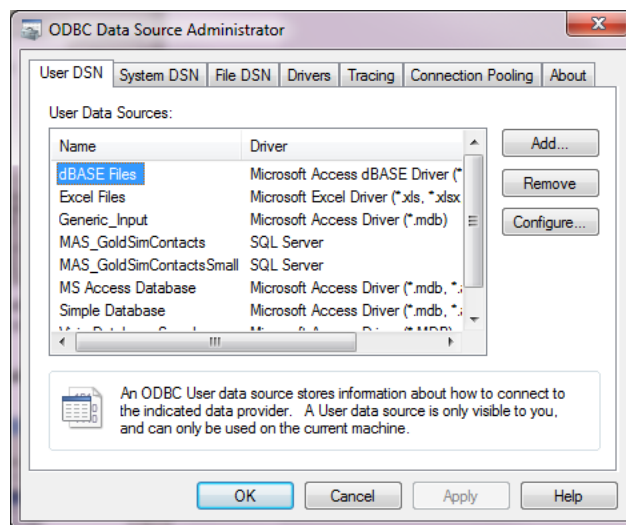 ODBC Data Source Administrator
User DSN System DSN File DSN Drivers Tracing Connection Pooling About
User Data Sources:
Name Driver
dBASE Files Microsoft Access dBASE Driver (*
Excel Files Microsoft Excel Driver (*.xls, *.xlsx
Generic_Input Microsoft Access Driver (*.mdb)
MAS_GoldSimContacts SQL Server
MAS_GoldSimContactsSmall SQL Server
MS Access Database Microsoft Access Driver (*.mdb, *.
Simple Database Microsoft Access Driver (*.mdb, *.
Add...
Remove
Configure...
An ODBC User data source stores information about how to connect to
the indicated data provider. A User data source is only visible to you,
and can only be used on the current machine.
OK Cancel Apply Help